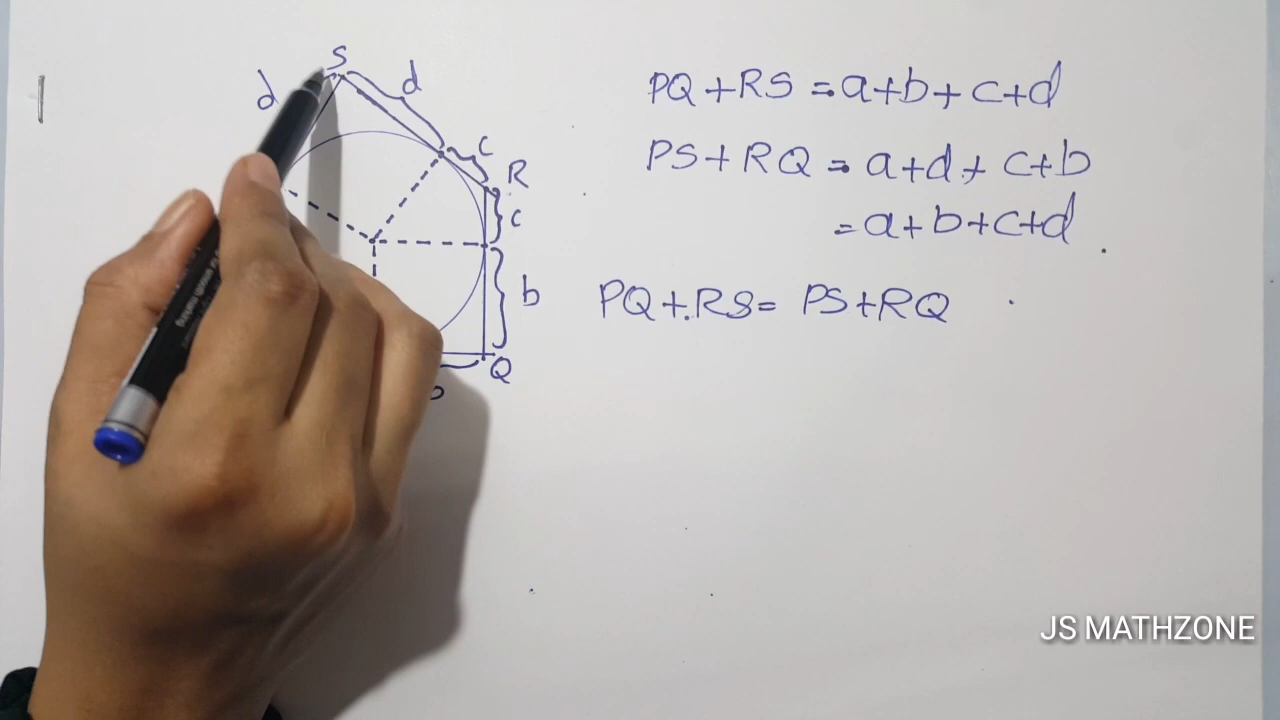 S
d
d
c
R
c
b
Q
PQ+RS = a+b+c+d
PS+RQ = a+d+c+b
= a+b+c+d
PQ+RS = PS+RQ
JS MATHZONE